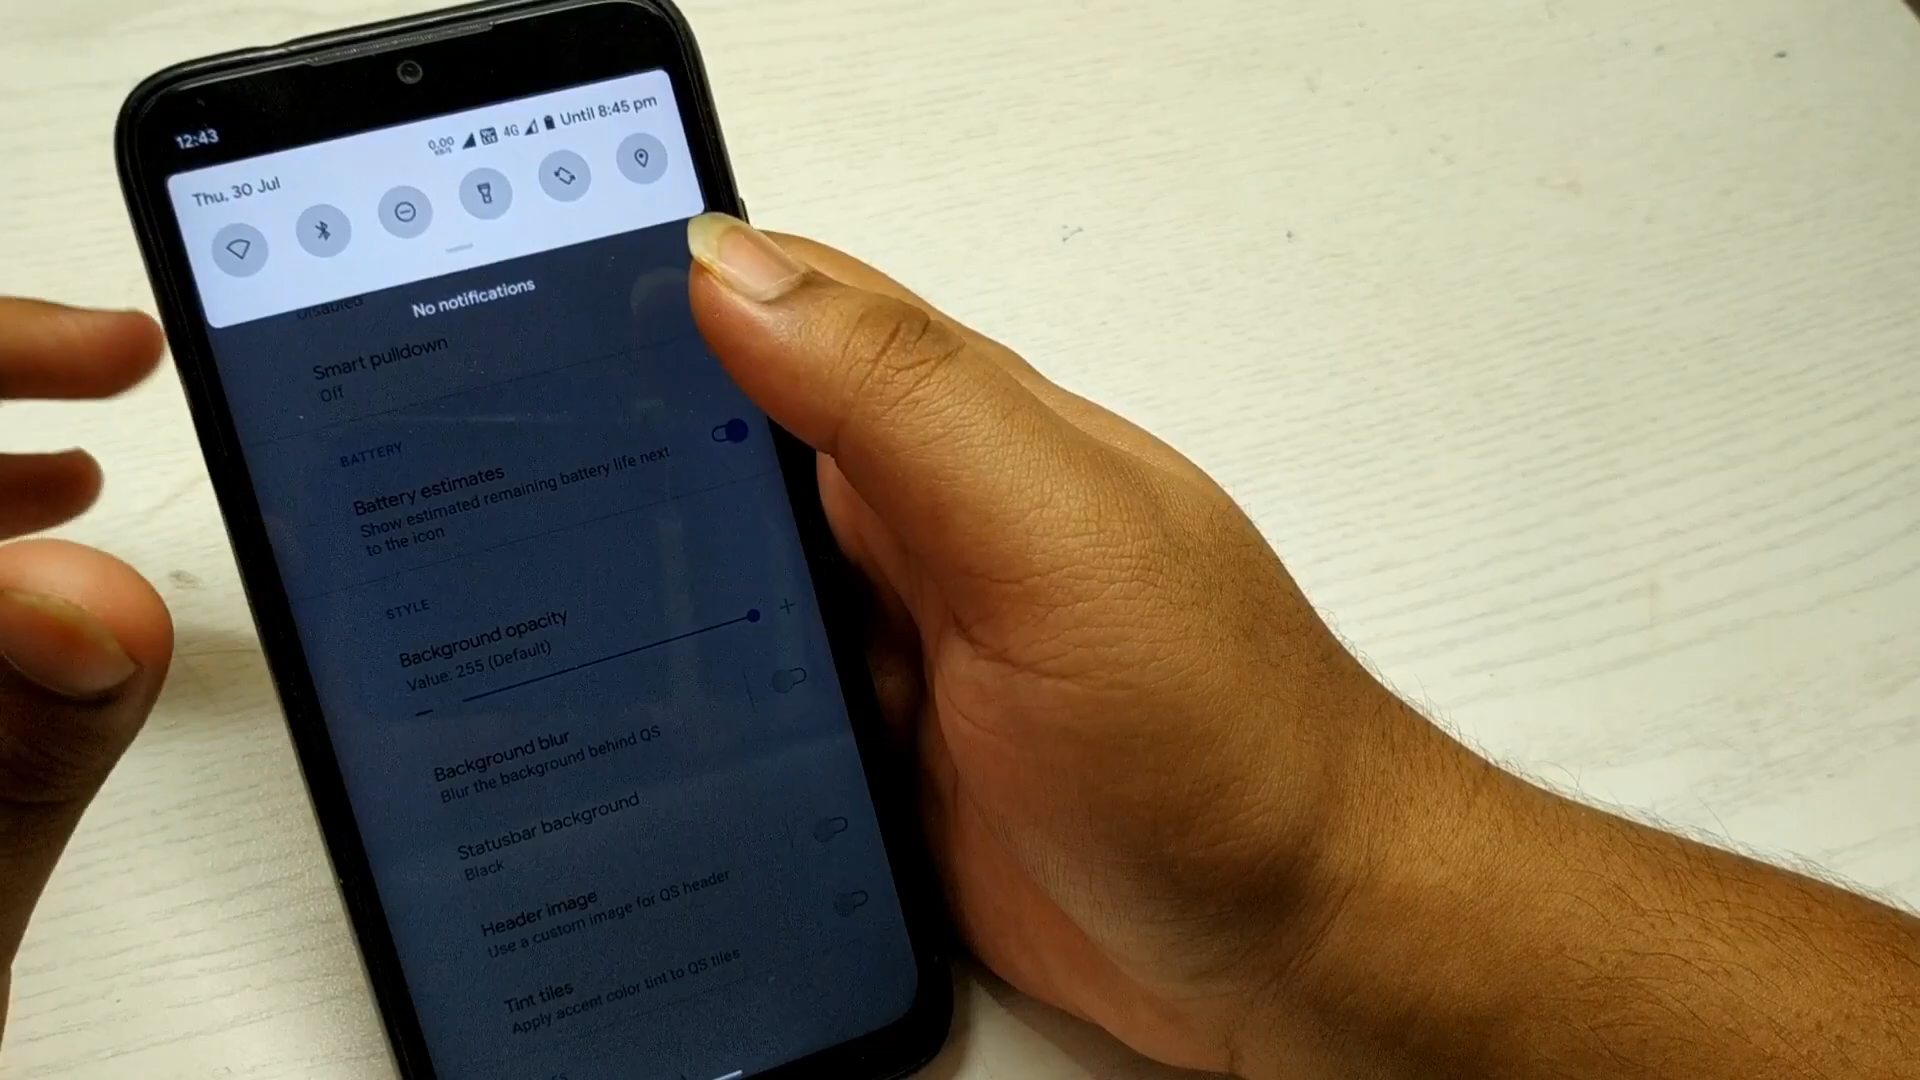 12:43
0.00
KB/S
4G
Until 8:45 pm
Thu, 30 Jul
No notifications
Disabled
Smart pulldown
Off
BATTERY
Battery estimates
Show estimated remaining battery life next
to the icon
STYLE
Background opacity
Value: 255 (Default)
Background blur
Blur the background behind QS
Statusbar background
Black
Header image
Use a custom image for QS header
Tint tiles
Apply accent color tint to QS tiles